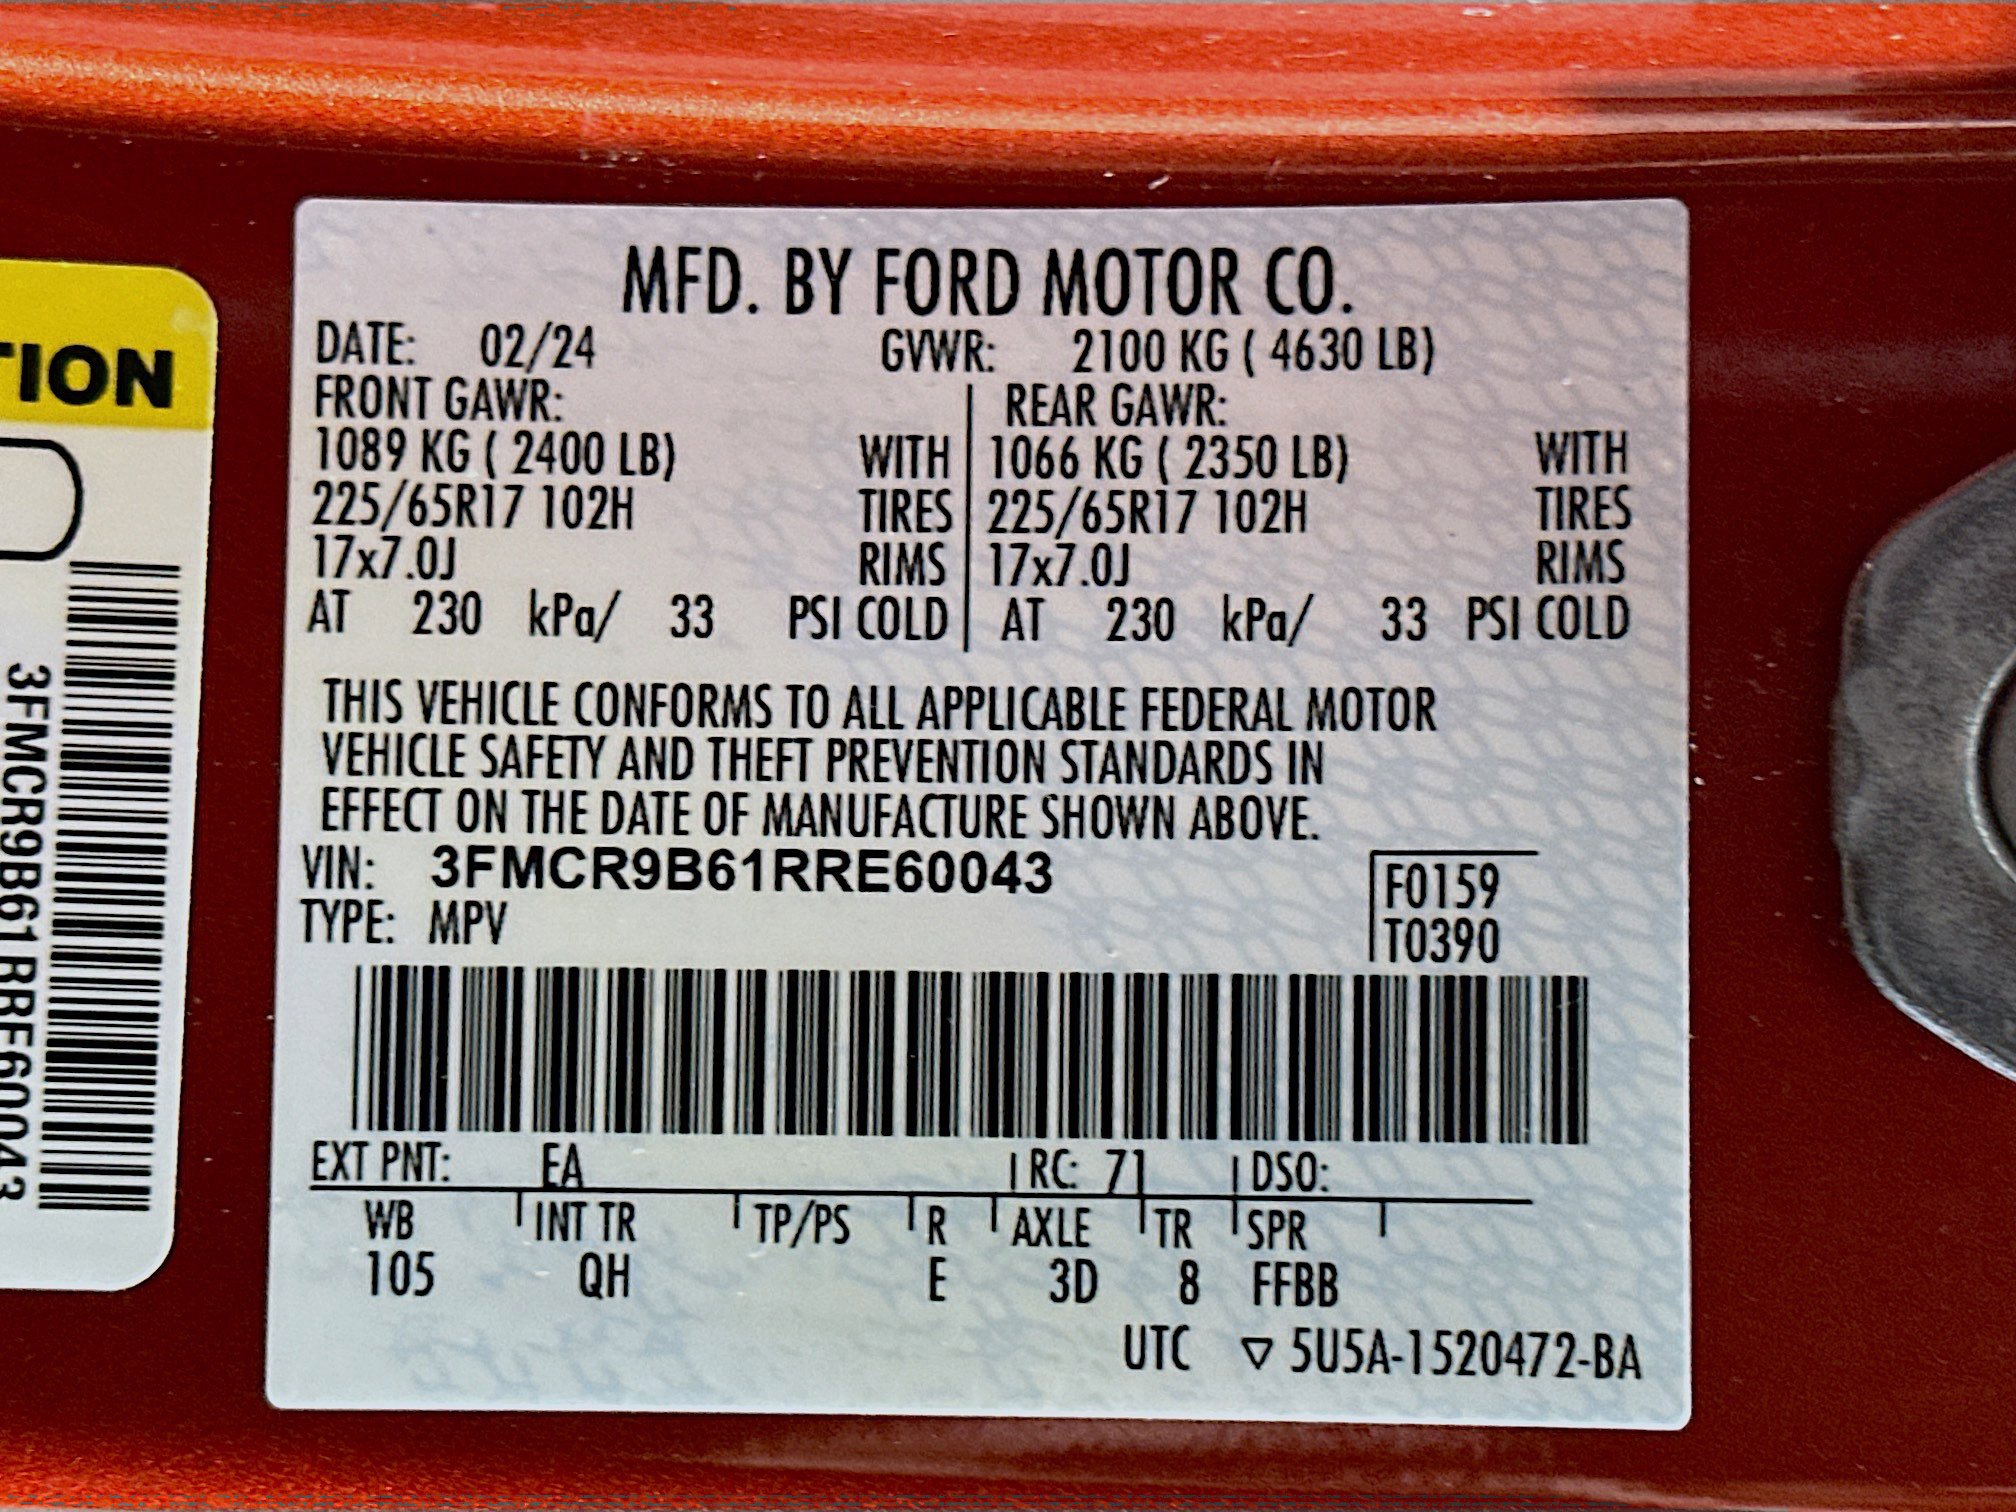 MFD. BY FORD MOTOR CO.
DATE: 02/24 GVWR: 2100 KG ( 4630 LB)
FRONT GAWR: REAR GAWR:
1089 KG ( 2400 LB) WITH 1066 KG ( 2350 LB) WITH
225/65R17 102H TIRES 225/65R17 102H TIRES
17x7.0J RIMS 17x7.0J RIMS
AT 230 kPa/ 33 PSI COLD AT 230 kPa/ 33 PSI COLD
THIS VEHICLE CONFORMS TO ALL APPLICABLE FEDERAL MOTOR
VEHICLE SAFETY AND THEFT PREVENTION STANDARDS IN
EFFECT ON THE DATE OF MANUFACTURE SHOWN ABOVE.
VIN: 3FMCR9B61RRE60043 F0159
TYPE: MPV T0390
EXT PNT: EA RC: 71 DSO:
WB INT TR TP/PS R AXLE TR SPR
105 QH E 3D 8 FFBB
UTC ▽ 5U5A-1520472-BA
TION
3FMCR9B61RRE60043